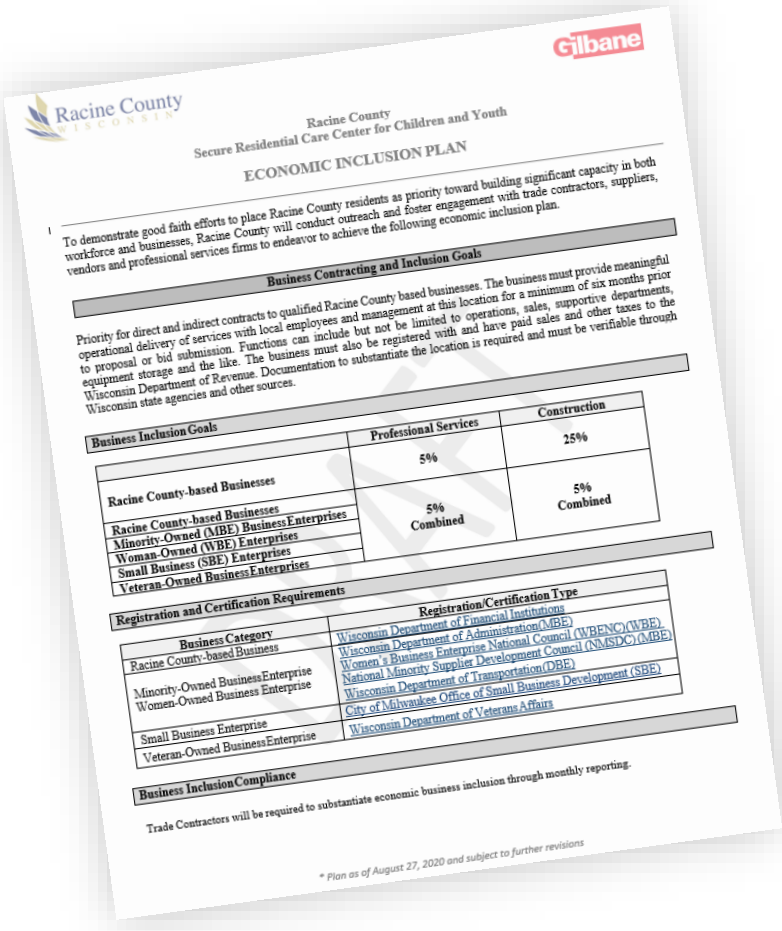 Gilbane
Racine County
WISCONSIN
Racine County
Secure Residential Care Center for Children and Youth
ECONOMIC INCLUSION PLAN
To demonstrate good faith efforts to place Racine County residents as priority toward building significant capacity in both
workforce and businesses, Racine County will conduct outreach and foster engagement with trade contractors, suppliers,
vendors and professional services firms to endeavor to achieve the following economic inclusion plan.
Business Contracting and Inclusion Goals
Priority for direct and indirect contracts to qualified Racine County based businesses. The business must provide meaningful
operational delivery of services with local employees and management at this location for a minimum of six months prior
to proposal or bid submission. Functions can include but not be limited to operations, sales, supportive departments,
equipment storage and the like. The business must also be registered with and have paid sales and other taxes to the
Wisconsin Department of Revenue. Documentation to substantiate the location is required and must be verifiable through
Wisconsin state agencies and other sources.
Business Inclusion Goals
Professional Services Construction
Racine County-based Businesses 5% 25%
Racine County-based Businesses
Minority-Owned (MBE) Business Enterprises
Woman-Owned (WBE) Enterprises
Small Business (SBE) Enterprises
Veteran-Owned Business Enterprises
5%
Combined
5%
Combined
Registration and Certification Requirements
Business Category Registration/Certification Type
Racine County-based Business Wisconsin Department of Financial Institutions
Minority-Owned Business Enterprise
Women-Owned Business Enterprise
Wisconsin Department of Administration (MBE)
Women's Business Enterprise National Council (WBENC) (WBE)
National Minority Supplier Development Council (NMSDC) (MBE)
Wisconsin Department of Transportation (DBE)
Small Business Enterprise City of Milwaukee Office of Small Business Development (SBE)
Veteran-Owned Business Enterprise Wisconsin Department of Veterans Affairs
Business Inclusion Compliance
Trade Contractors will be required to substantiate economic business inclusion through monthly reporting.
* Plan as of August 27, 2020 and subject to further revisions
DRAFT